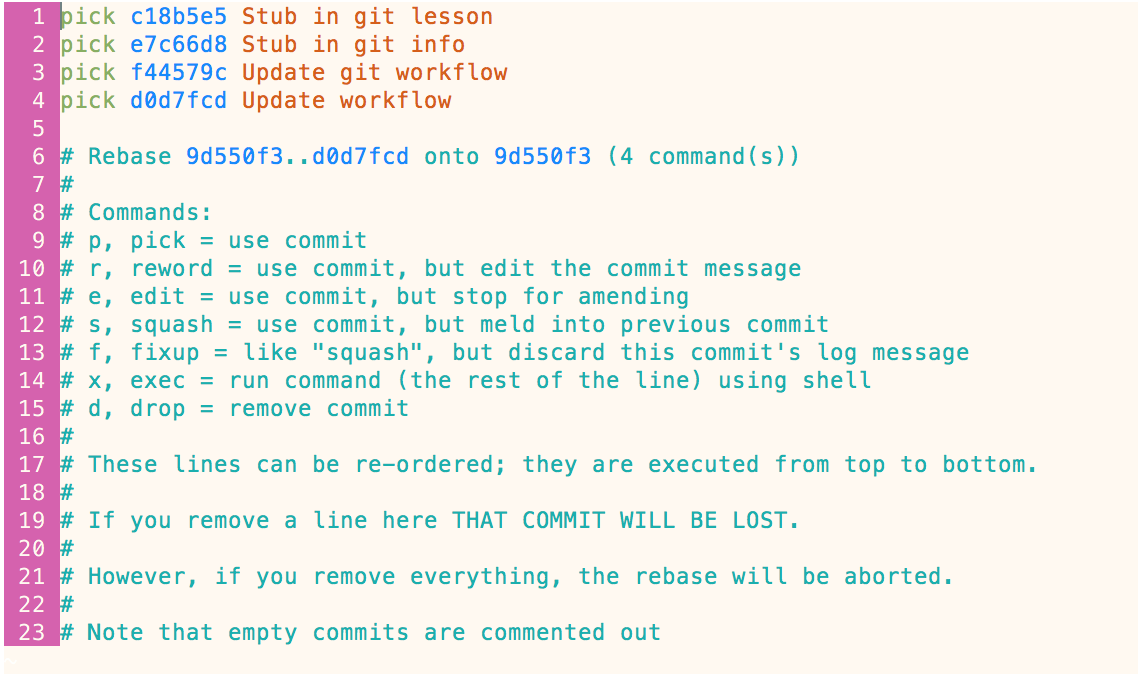 1 pick c18b5e5 Stub in git lesson
2 pick e7c66d8 Stub in git info
3 pick f44579c Update git workflow
4 pick d0d7fcd Update workflow
5
6 # Rebase 9d550f3..d0d7fcd onto 9d550f3 (4 command(s))
7 #
8 # Commands:
9 # p, pick = use commit
10 # r, reword = use commit, but edit the commit message
11 # e, edit = use commit, but stop for amending
12 # s, squash = use commit, but meld into previous commit
13 # f, fixup = like "squash", but discard this commit's log message
14 # x, exec = run command (the rest of the line) using shell
15 # d, drop = remove commit
16 #
17 # These lines can be re-ordered; they are executed from top to bottom.
18 #
19 # If you remove a line here THAT COMMIT WILL BE LOST.
20 #
21 # However, if you remove everything, the rebase will be aborted.
22 #
23 # Note that empty commits are commented out